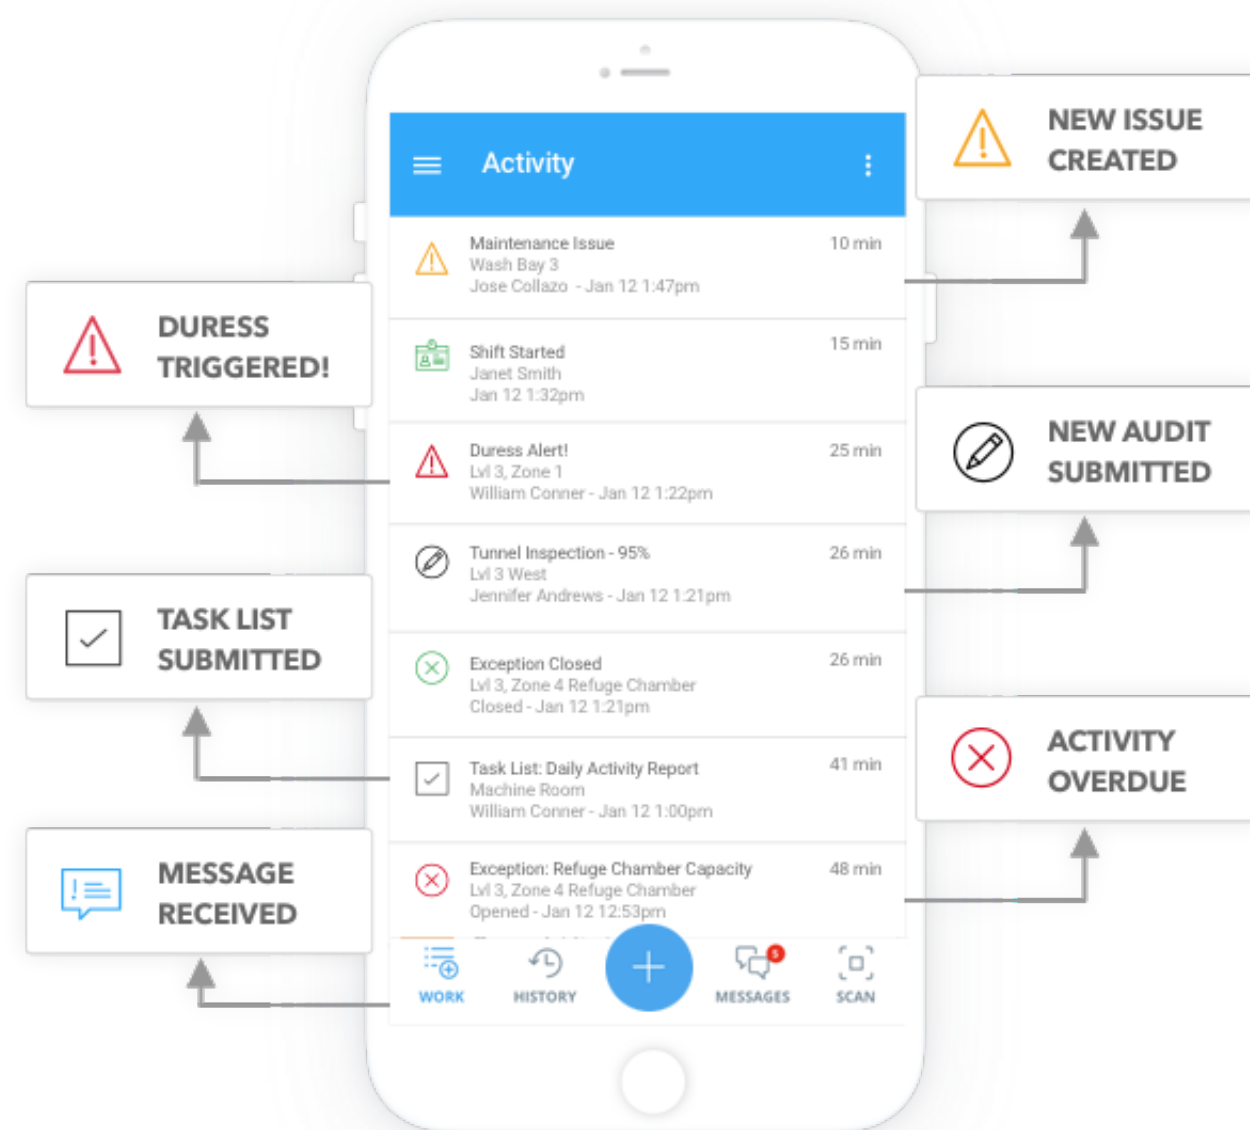 Activity
Maintenance Issue 10 min
Wash Bay 3
Jose Collazo - Jan 12 1:47pm
Shift Started 15 min
Janet Smith
Jan 12 1:32pm
Duress Alert! 25 min
Lvl 3, Zone 1
William Conner - Jan 12 1:22pm
Tunnel Inspection - 95% 26 min
Lvl 3 West
Jennifer Andrews - Jan 12 1:21pm
Exception Closed 26 min
Lvl 3, Zone 4 Refuge Chamber
Closed - Jan 12 1:21pm
Task List: Daily Activity Report 41 min
Machine Room
William Conner - Jan 12 1:00pm
Exception: Refuge Chamber Capacity 48 min
Lvl 3, Zone 4 Refuge Chamber
Opened - Jan 12 12:53pm
5
WORK HISTORY MESSAGES SCAN
DURESS
TRIGGERED!
TASK LIST
SUBMITTED
MESSAGE
RECEIVED
NEW ISSUE
CREATED
NEW AUDIT
SUBMITTED
ACTIVITY
OVERDUE